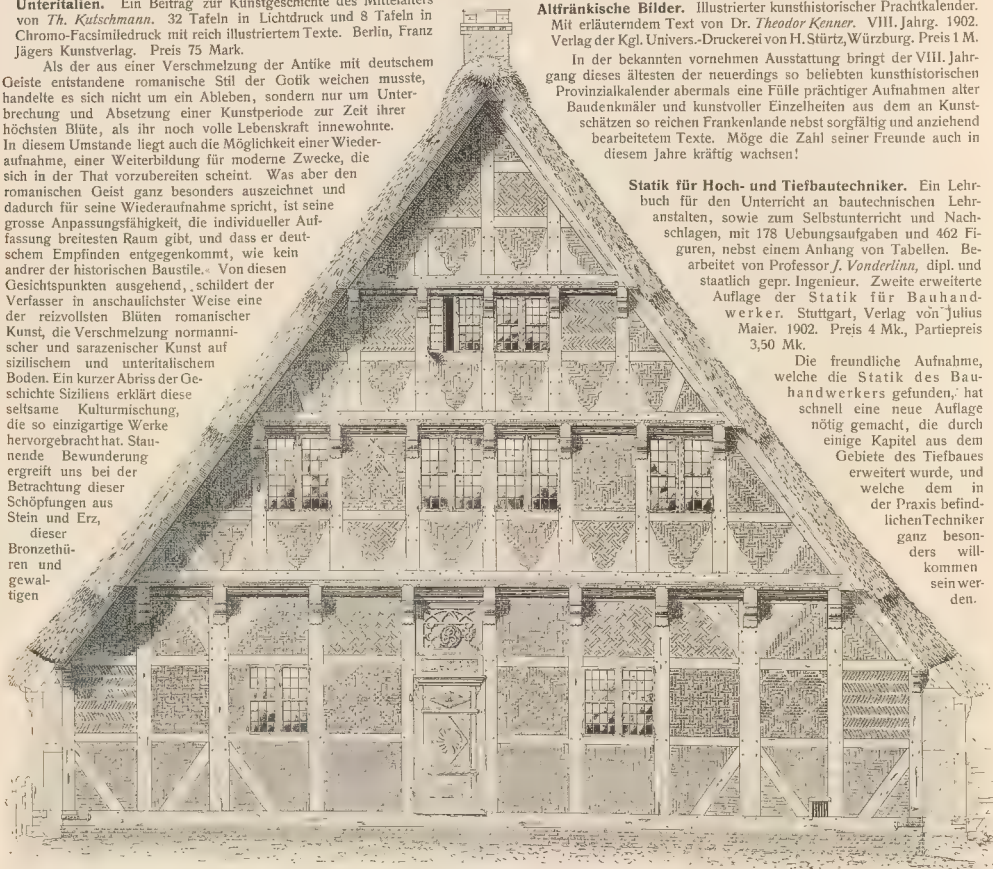 Unteritalien. Ein Beitrag zur Kunstgeschichte des Mittelalters
von Th. Kutschmann. 32 Tafeln in Lichtdruck und 8 Tafeln in
Chromo-Facsimiledruck mit reich illustriertem Texte. Berlin, Franz
Jägers Kunstverlag. Preis 75 Mark.
Als der aus einer Verschmelzung der Antike mit deutschem
Geiste entstandene romanische Stil der Gotik weichen musste,
handelte es sich nicht um ein Ableben, sondern nur um Unter-
brechung und Absetzung einer Kunstperiode zur Zeit ihrer
höchsten Blüte, als ihr noch volle Lebenskraft innewohnte.
In diesem Umstande liegt auch die Möglichkeit einer Wieder-
aufnahme, einer Weiterbildung für moderne Zwecke, die
sich in der That vorzubereiten scheint. Was aber den
romanischen Geist ganz besonders auszeichnet und
dadurch für seine Wiederaufnahme spricht, ist seine
grosse Anpassungsfähigkeit, die individueller Auf-
fassung breitesten Raum gibt, und dass er deut-
schem Empfinden entgegenkommt, wie kein
andrer der historischen Baustile.« Von diesen
Gesichtspunkten ausgehend, schildert der
Verfasser in anschaulichster Weise eine
der reizvollsten Blüten romanischer
Kunst, die Verschmelzung normanni-
scher und sarazenischer Kunst auf
sizilischem und unteritalischem
Boden. Ein kurzer Abriss der Ge-
schichte Siziliens erklärt diese
seltsame Kulturmischung,
die so einzigartige Werke
hervorgebracht hat. Stau-
nende Bewunderung
ergreift uns bei der
Betrachtung dieser
Schöpfungen aus
Stein und Erz,
dieser
Bronzethü-
ren und
gewal-
tigen
Altfränkische Bilder. Illustrierter kunsthistorischer Prachtkalender.
Mit erläuterndem Text von Dr. Theodor Kenner. VIII. Jahrg. 1902.
Verlag der Kgl. Univers.-Druckerei von H. Stürtz, Würzburg. Preis 1 M.
In der bekannten vornehmen Ausstattung bringt der VIII. Jahr-
gang dieses ältesten der neuerdings so beliebten kunsthistorischen
Provinzialkalender abermals eine Fülle prächtiger Aufnahmen alter
Baudenkmäler und kunstvoller Einzelheiten aus dem an Kunst-
schätzen so reichen Frankenlande nebst sorgfältig und anziehend
bearbeitetem Texte. Möge die Zahl seiner Freunde auch in
diesem Jahre kräftig wachsen!
Statik für Hoch- und Tiefbautechniker. Ein Lehr-
buch für den Unterricht an bautechnischen Lehr-
anstalten, sowie zum Selbstunterricht und Nach-
schlagen, mit 178 Uebungsaufgaben und 462 Fi-
guren, nebst einem Anhang von Tabellen. Be-
arbeitet von Professor J. Vonderlinn, dipl. und
staatlich gepr. Ingenieur. Zweite erweiterte
Auflage der Statik für Bauhand-
werker. Stuttgart, Verlag von Julius
Maier. 1902. Preis 4 Mk., Partiepreis
3,50 Mk.
Die freundliche Aufnahme,
welche die Statik des Bau-
handwerkers gefunden, hat
schnell eine neue Auflage
nötig gemacht, die durch
einige Kapitel aus dem
Gebiete des Tiefbaues
erweitert wurde, und
welche dem in
der Praxis befind-
lichen Techniker
ganz beson-
ders will-
kommen
sein wer-
den.